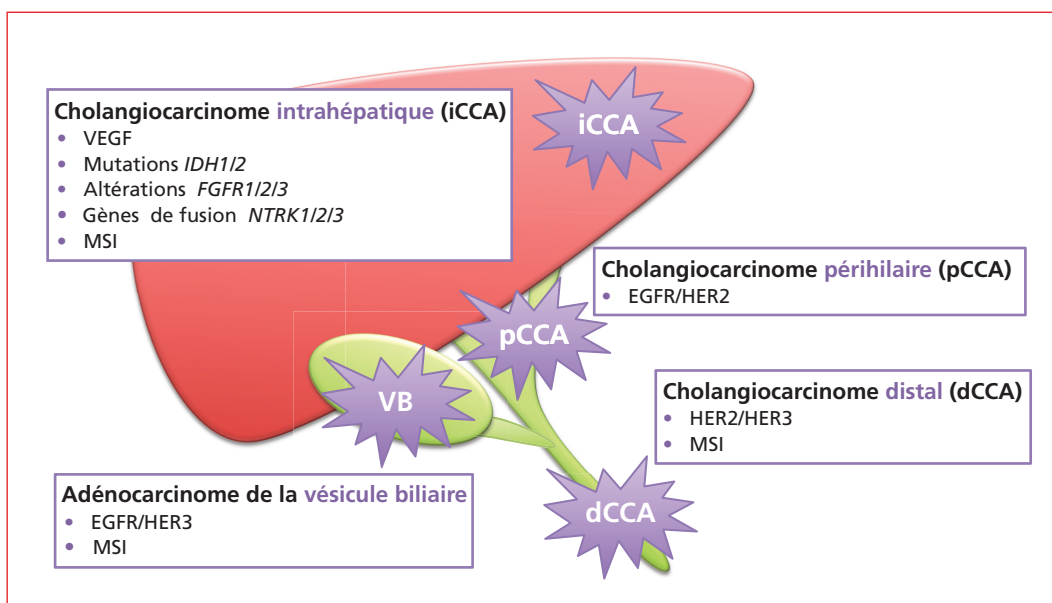 Cholangiocarcinome intrahépatique (iCCA)
• VEGF
• Mutations IDH1/2
• Altérations FGFR1/2/3
• Gènes de fusion NTRK1/2/3
• MSI
iCCA
Cholangiocarcinome périhilaire (pCCA)
• EGFR/HER2
pCCA
VB
Cholangiocarcinome distal (dCCA)
• HER2/HER3
• MSI
Adénocarcinome de la vésicule biliaire
• EGFR/HER3
• MSI
dCCA